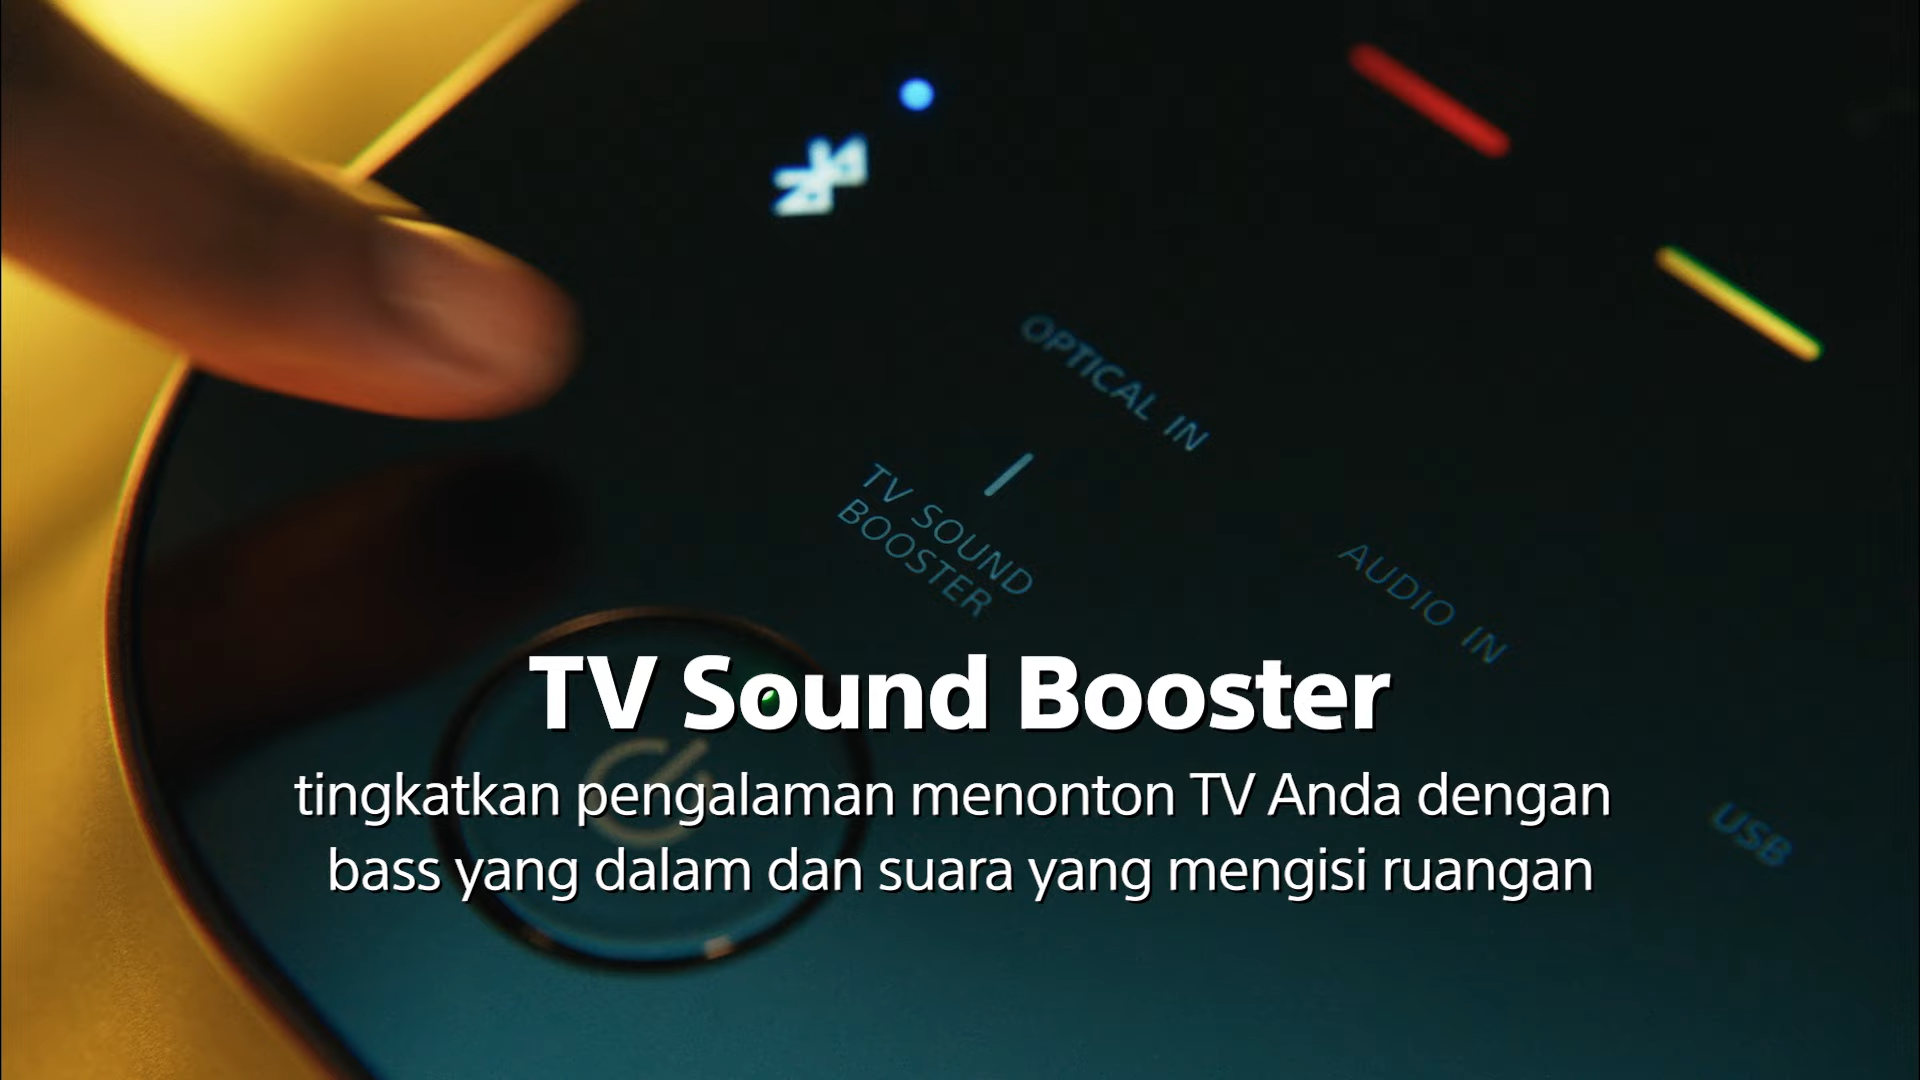 OPTICAL IN
TV SOUND
BOOSTER
AUDIO IN
TV Sound Booster
tingkatkan pengalaman menonton TV Anda dengan
bass yang dalam dan suara yang mengisi ruangan
USB